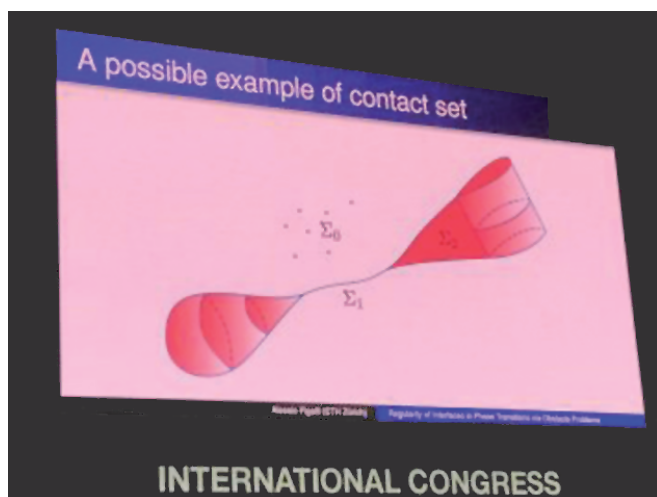 A possible example of contact set
Σ0
Σ2
Σ1
Alessio Figalli (ETH Zürich)
Regularity of Interfaces in Phase Transitions via Obstacle Problems
INTERNATIONAL CONGRESS